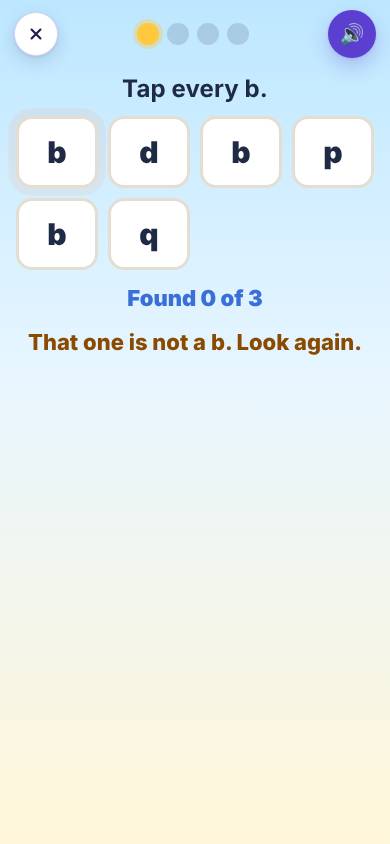 Tap every b.
b d b p
b q
Found 0 of 3
That one is not a b. Look again.